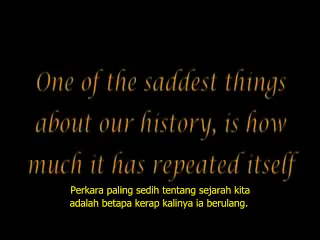 One of the saddest things
about our history, is how
much it has repeated itself
Perkara paling sedih tentang sejarah kita
adalah betapa kerap kalinya ia berulang.